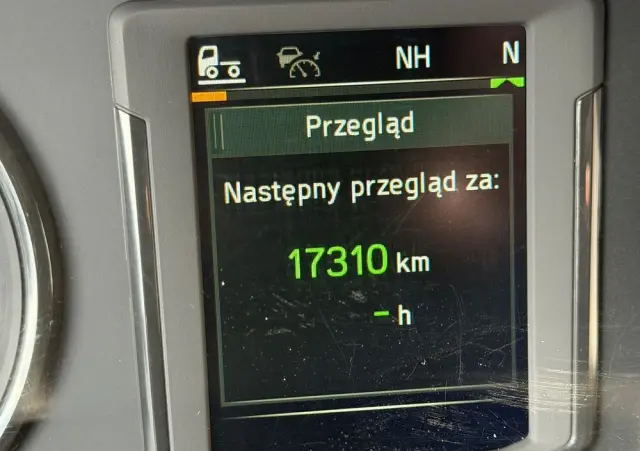 NH N
Przegląd
Następny przegląd za:
17310 km
- h